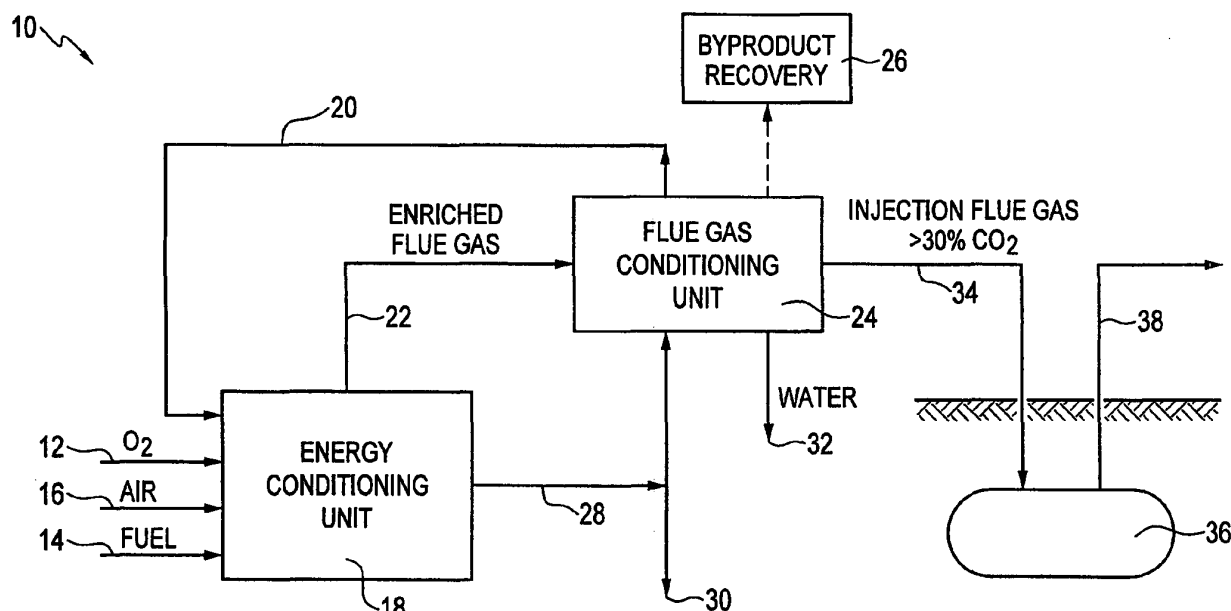 10
BYPRODUCT
RECOVERY
26
20
ENRICHED
FLUE GAS
22
FLUE GAS
CONDITIONING
UNIT
24
INJECTION FLUE GAS
>30% CO2
34
38
WATER
32
12 O2
16 AIR
14 FUEL
ENERGY
CONDITIONING
UNIT
18
28
30
36